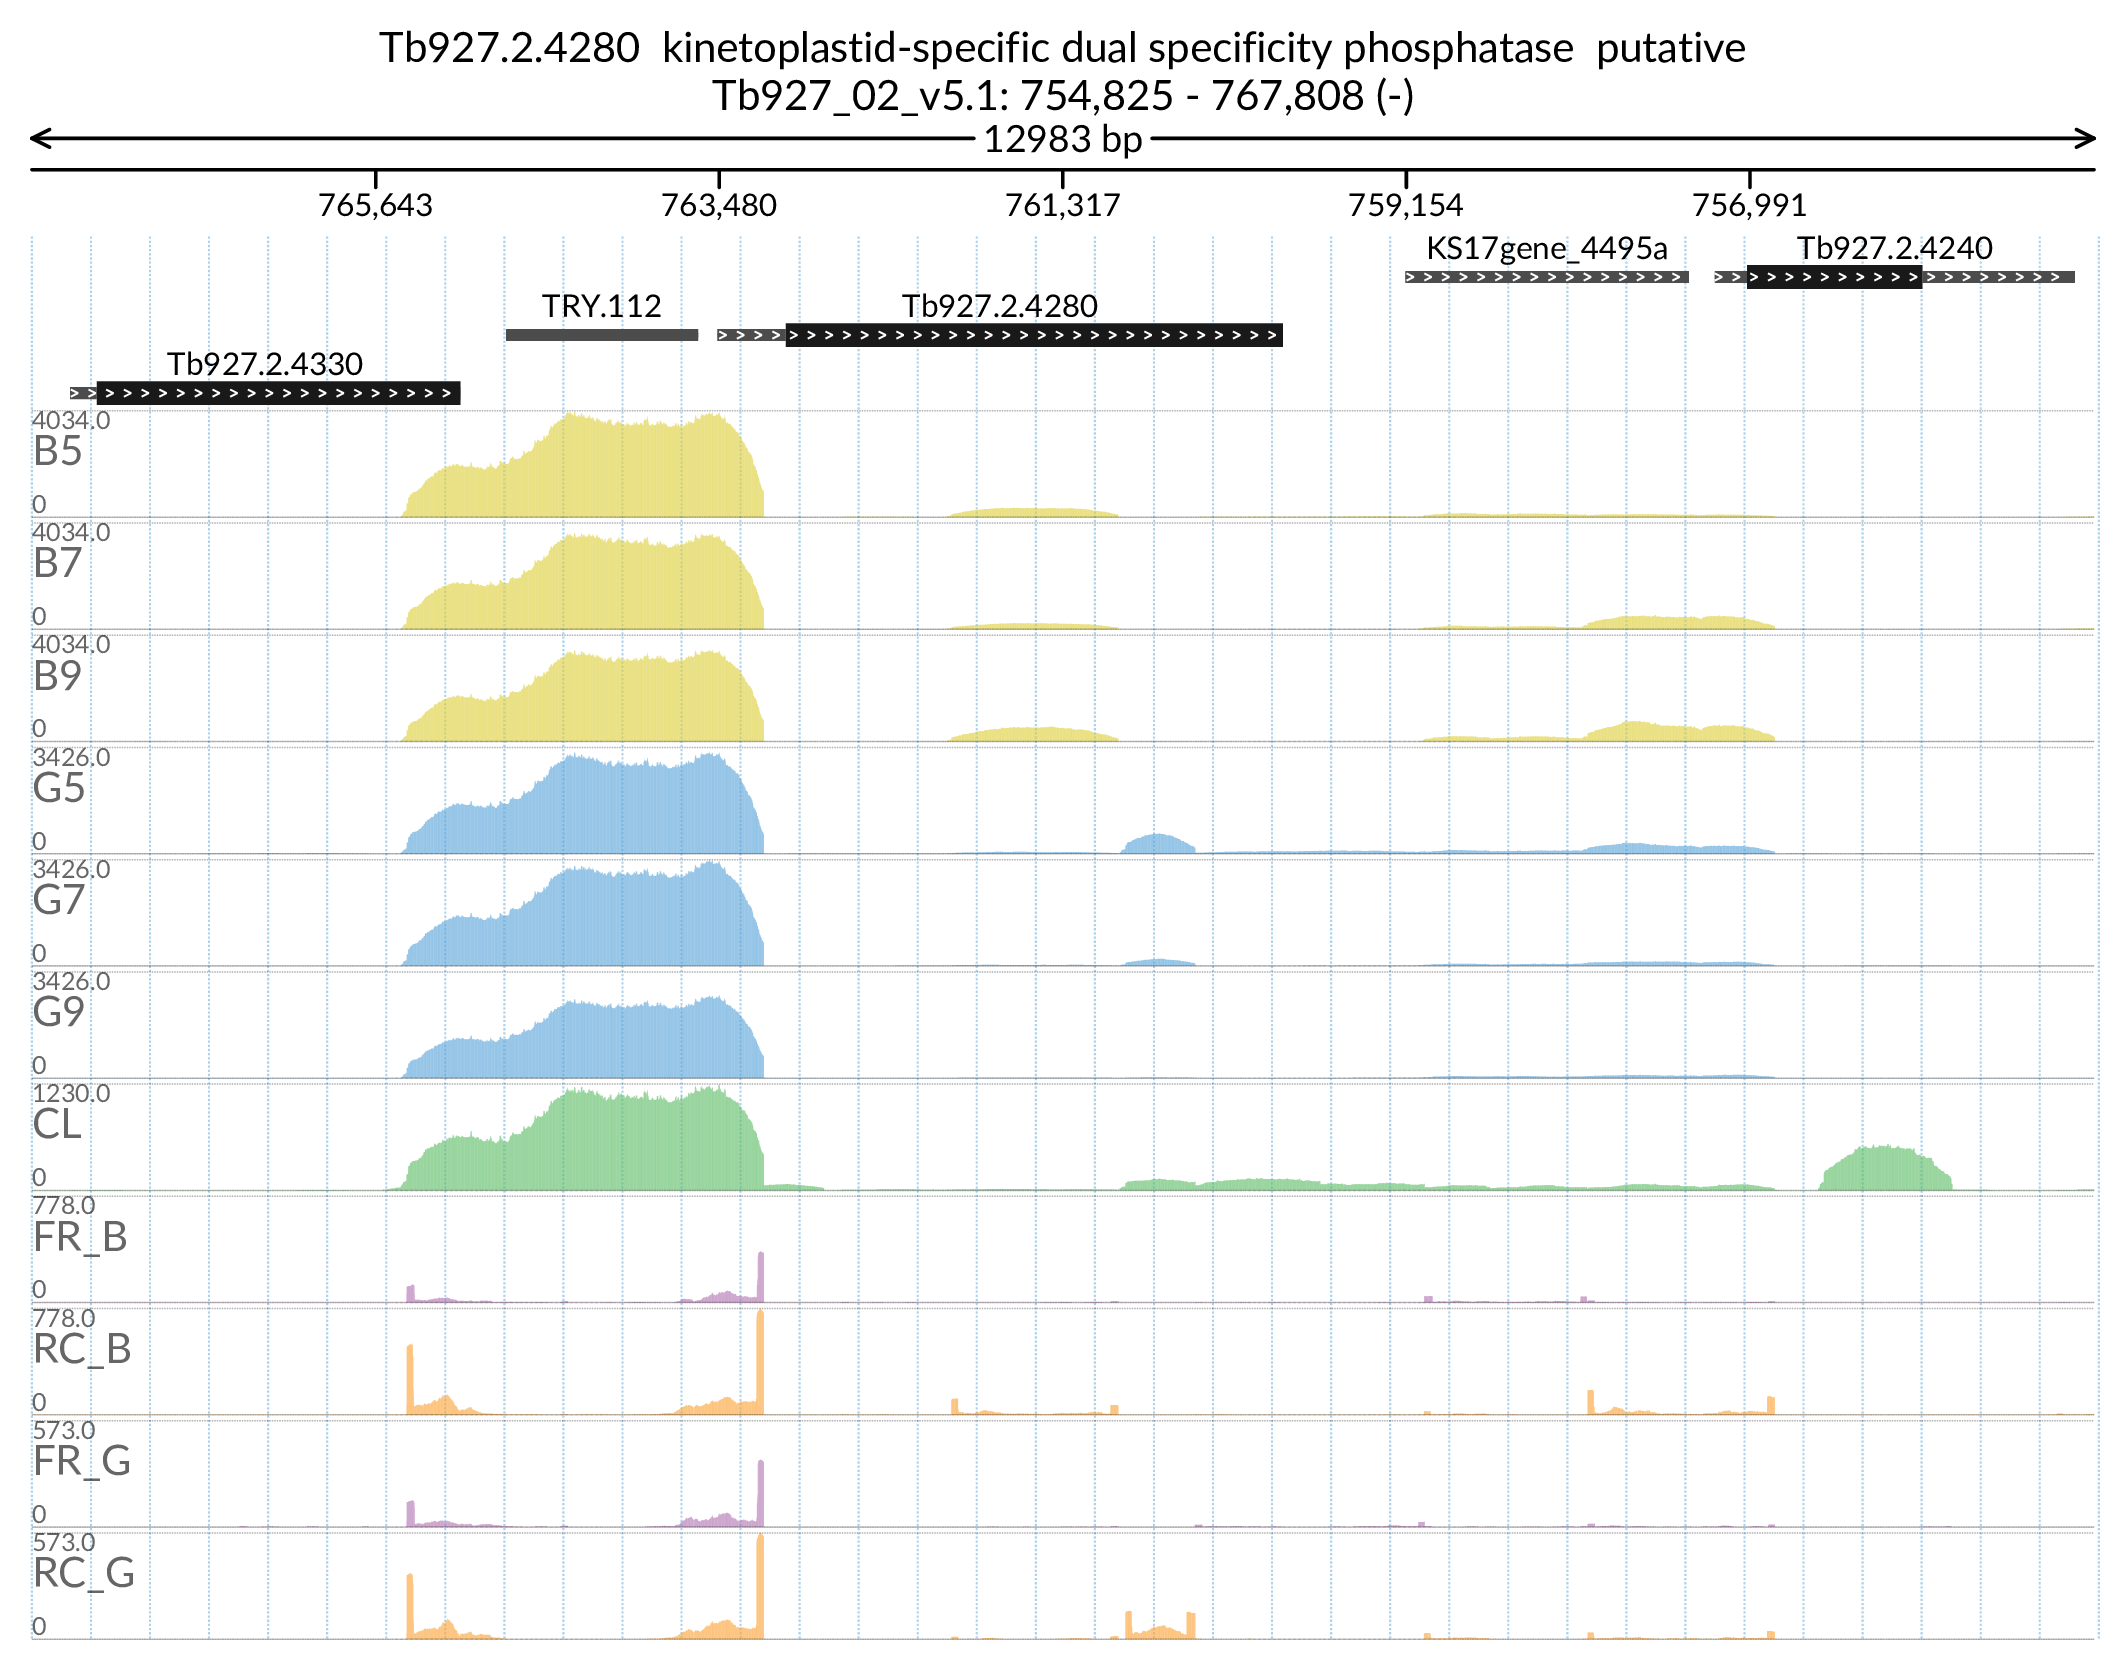 Tb927.2.4280  kinetoplastid-specific dual specificity phosphatase  putative
Tb927_02_v5.1: 754,825 - 767,808 (-)
12983 bp
765,643 763,480 761,317 759,154 756,991
KS17gene_4495a Tb927.2.4240
TRY.112 Tb927.2.4280
Tb927.2.4330
4034.0
B5
0
4034.0
B7
0
4034.0
B9
0
3426.0
G5
0
3426.0
G7
0
3426.0
G9
0
1230.0
CL
0
778.0
FR_B
0
778.0
RC_B
0
573.0
FR_G
0
573.0
RC_G
0